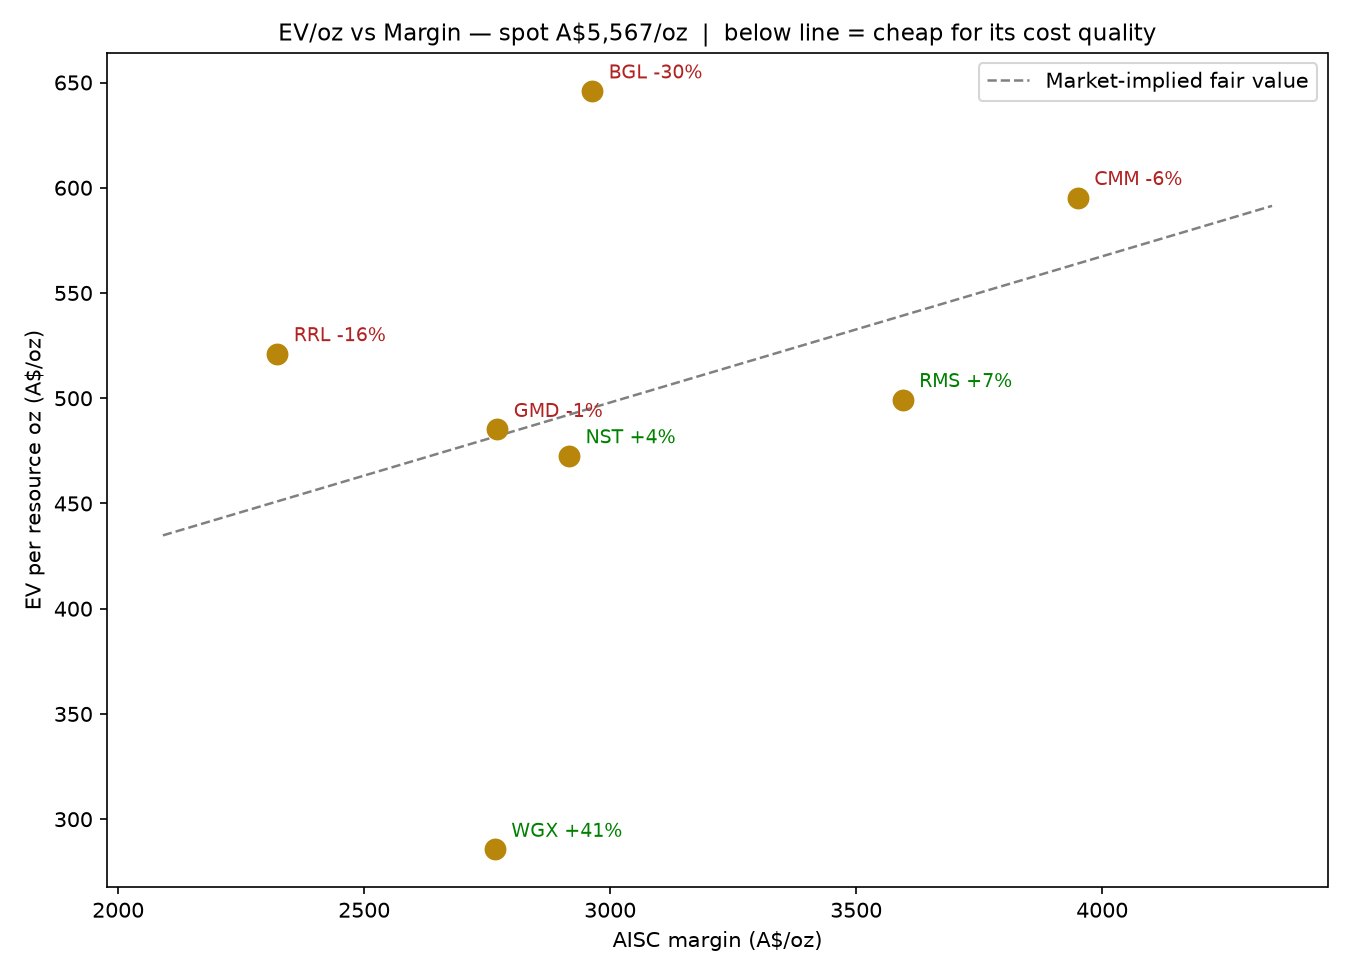 EV/oz vs Margin — spot A$5,567/oz | below line = cheap for its cost quality
Market-implied fair value
BGL -30%
CMM -6%
RRL -16%
RMS +7%
GMD -1%
NST +4%
WGX +41%
650
600
550
500
450
400
350
300
EV per resource oz (A$/oz)
2000
2500
3000
3500
4000
AISC margin (A$/oz)